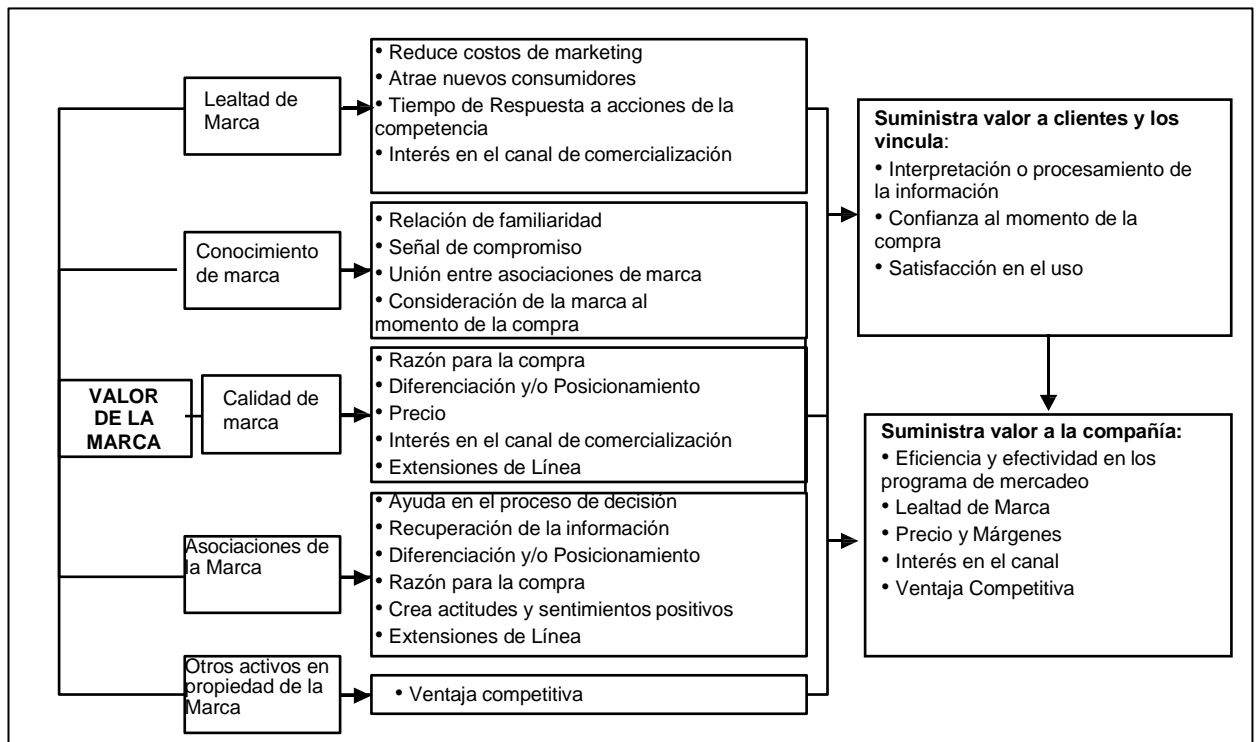 VALOR
DE LA
MARCA
Lealtad de
Marca
• Reduce costos de marketing
• Atrae nuevos consumidores
• Tiempo de Respuesta a acciones de la
competencia
• Interés en el canal de comercialización
Conocimiento
de marca
• Relación de familiaridad
• Señal de compromiso
• Unión entre asociaciones de marca
• Consideración de la marca al
momento de la compra
Calidad de
marca
• Razón para la compra
• Diferenciación y/o Posicionamiento
• Precio
• Interés en el canal de comercialización
• Extensiones de Línea
Asociaciones de
la Marca
• Ayuda en el proceso de decisión
• Recuperación de la información
• Diferenciación y/o Posicionamiento
• Razón para la compra
• Crea actitudes y sentimientos positivos
• Extensiones de Línea
Otros activos en
propiedad de la
Marca
• Ventaja competitiva
Suministra valor a clientes y los
vincula:
• Interpretación o procesamiento de
la información
• Confianza al momento de la
compra
• Satisfacción en el uso
Suministra valor a la compañía:
• Eficiencia y efectividad en los
programa de mercadeo
• Lealtad de Marca
• Precio y Márgenes
• Interés en el canal
• Ventaja Competitiva